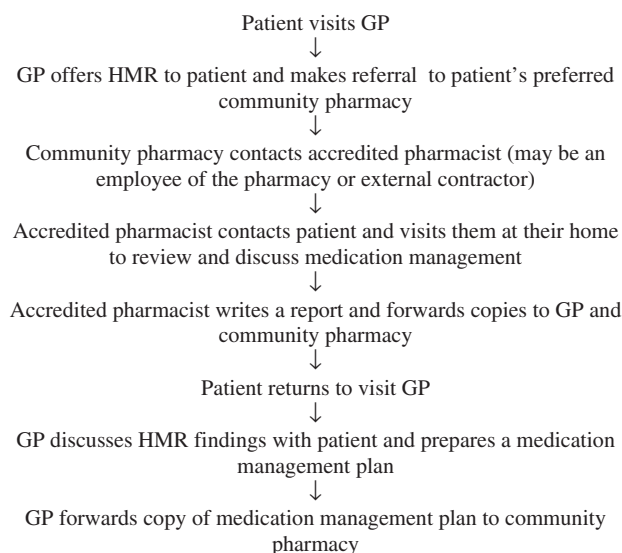 Patient visits GP
↓
GP offers HMR to patient and makes referral to patient's preferred
community pharmacy
↓
Community pharmacy contacts accredited pharmacist (may be an
employee of the pharmacy or external contractor)
↓
Accredited pharmacist contacts patient and visits them at their home
to review and discuss medication management
↓
Accredited pharmacist writes a report and forwards copies to GP and
community pharmacy
↓
Patient returns to visit GP
↓
GP discusses HMR findings with patient and prepares a medication
management plan
↓
GP forwards copy of medication management plan to community
pharmacy